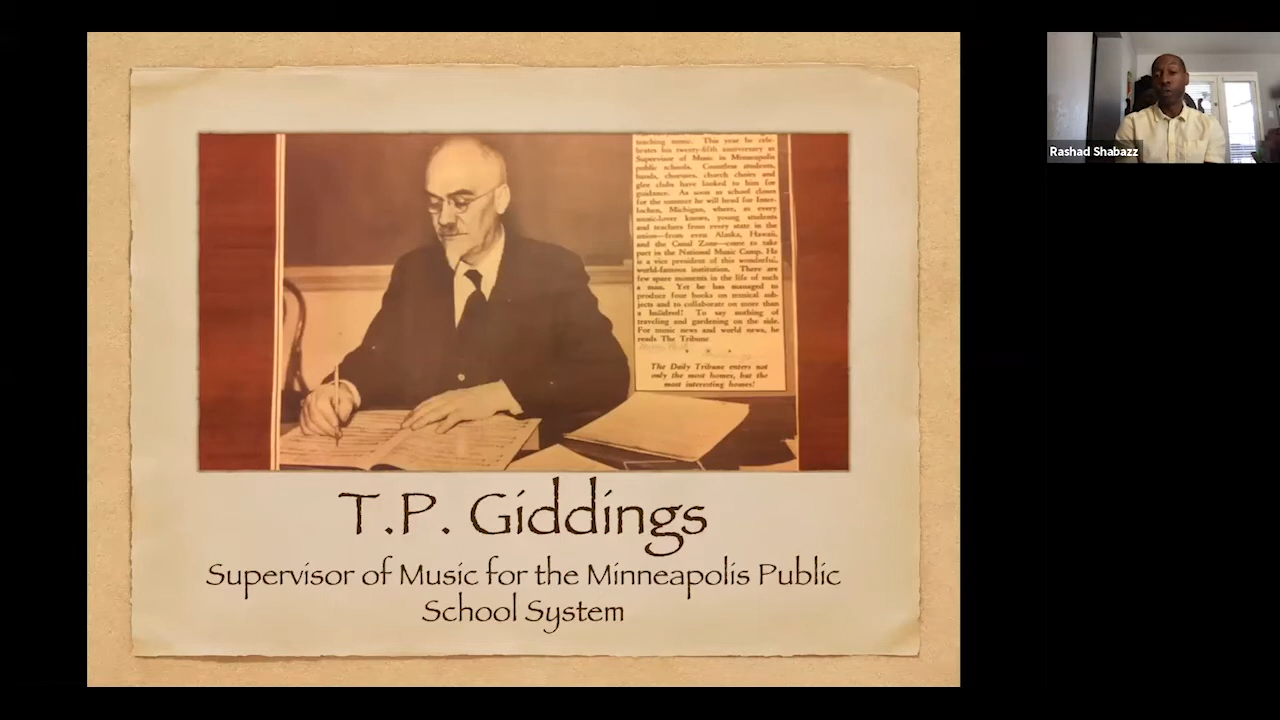 teaching music. This year he cele-
brates his twenty-fifth anniversary as
Supervisor of Music in Minneapolis
public schools. Countless students,
bands, choruses, church choirs and
glee clubs have looked to him for
guidance. As soon as school closes
for the summer he will head for Inter-
lochen, Michigan, where, as every
music-lover knows, young students
and teachers from every state in the
union—from even Alaska, Hawaii,
and the Canal Zone—come to take
part in the National Music Camp. He
is a vice president of this wonderful,
world-famous institution. There are
few spare moments in the life of such
a man. Yet he has managed to
produce four books on musical sub-
jects and to collaborate on more than
a hundred! To say nothing of
traveling and gardening on the side.
For music news and world news, he
reads The Tribune
* * *
The Daily Tribune enters not
only the most homes, but the
most interesting homes!
T.P. Giddings
Supervisor of Music for the Minneapolis Public
School System
Rashad Shabazz